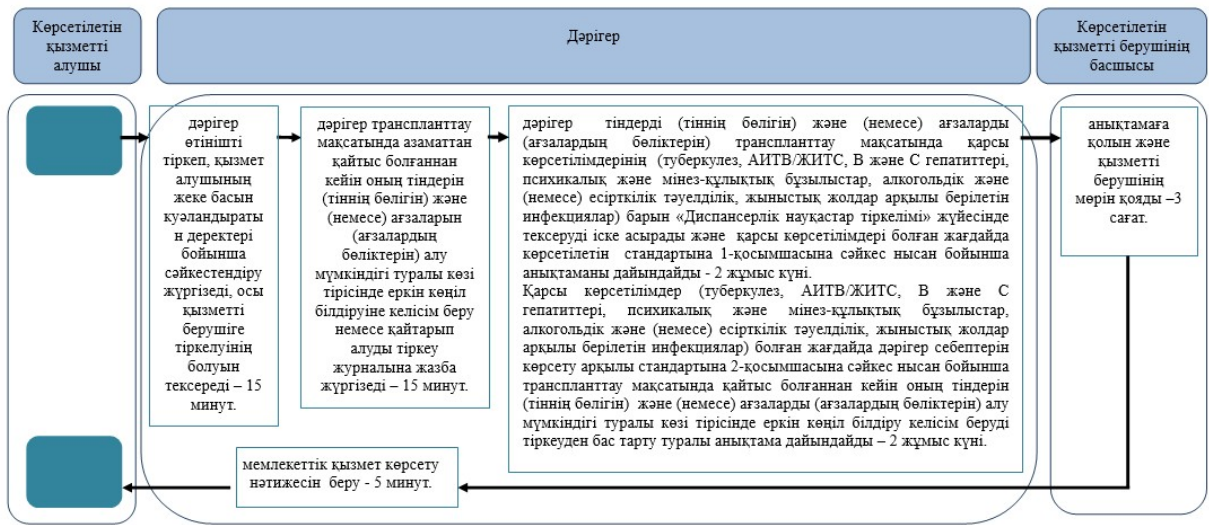 Көрсетілетін
қызметті
алушы
Дәрігер
Көрсетілетін
қызметті берушінің
басшысы
дәрігер
өтінішті
тіркеп, қызмет
алушының
жеке басын
куәландыраты
н деректері
бойынша
сәйкестендіру
жүргізеді, осы
қызметті
берушіге
тіркелуінің
болуын
тексереді – 15
минут.
дәрігер трансплanттау
мақсатында азаматтан
қайтыс болғаннан
кейін оның тіндерін
(тіннің бөлігін) және
(немесе) ағзаларын
(ағзалардың
бөліктерін) алу
мүмкіндігі туралы көзі
тірісінде еркін көңіл
білдіруіне келісім беру
немесе қайтарып
алуды тіркеу
журналына жазба
жүргізеді – 15 минут.
дәрігер тіндерді (тіннің бөлігін) және (немесе) ағзаларды
(ағзалардың бөліктерін) трансплanттау мақсатында қарсы
көрсетілімдерінің (туберкулез, АИТВ/ЖИТС, В және С гепатиттері,
психикалық және мінез-құлықтық бұзылыстар, алкогольдік және
(немесе) есірткілік тәуелділік, жыныстық жолдар арқылы берілетін
инфекциялар) барын «Диспансерлік науқастар тіркелімі» жүйесінде
тексеруді іске асырады және қарсы көрсетілімдері болған жағдайда
көрсетілетін стандартына 1-қосымшасына сәйкес нысан бойынша
анықтаманы дайындайды - 2 жұмыс күні.
Қарсы көрсетілімдер (туберкулез, АИТВ/ЖИТС, В және С
гепатиттері, психикалық және мінез-құлықтық бұзылыстар,
алкогольдік және (немесе) есірткілік тәуелділік, жыныстық жолдар
арқылы берілетін инфекциялар) болған жағдайда дәрігер себептерін
көрсету арқылы стандартына 2-қосымшасына сәйкес нысан бойынша
трансплanттау мақсатында қайтыс болғаннан кейін оның тіндерін
(тіннің бөлігін) және (немесе) ағзаларды (ағзалардың бөліктерін) алу
мүмкіндігі туралы көзі тірісінде еркін көңіл білдіру келісім беруді
тіркеуден бас тарту туралы анықтама дайындайды – 2 жұмыс күні.
анықтамаға
қолын және
қызметті
берушінің
мөрін қояды –3
сағат.
мемлекеттік қызмет көрсету
нәтижесін беру - 5 минут.